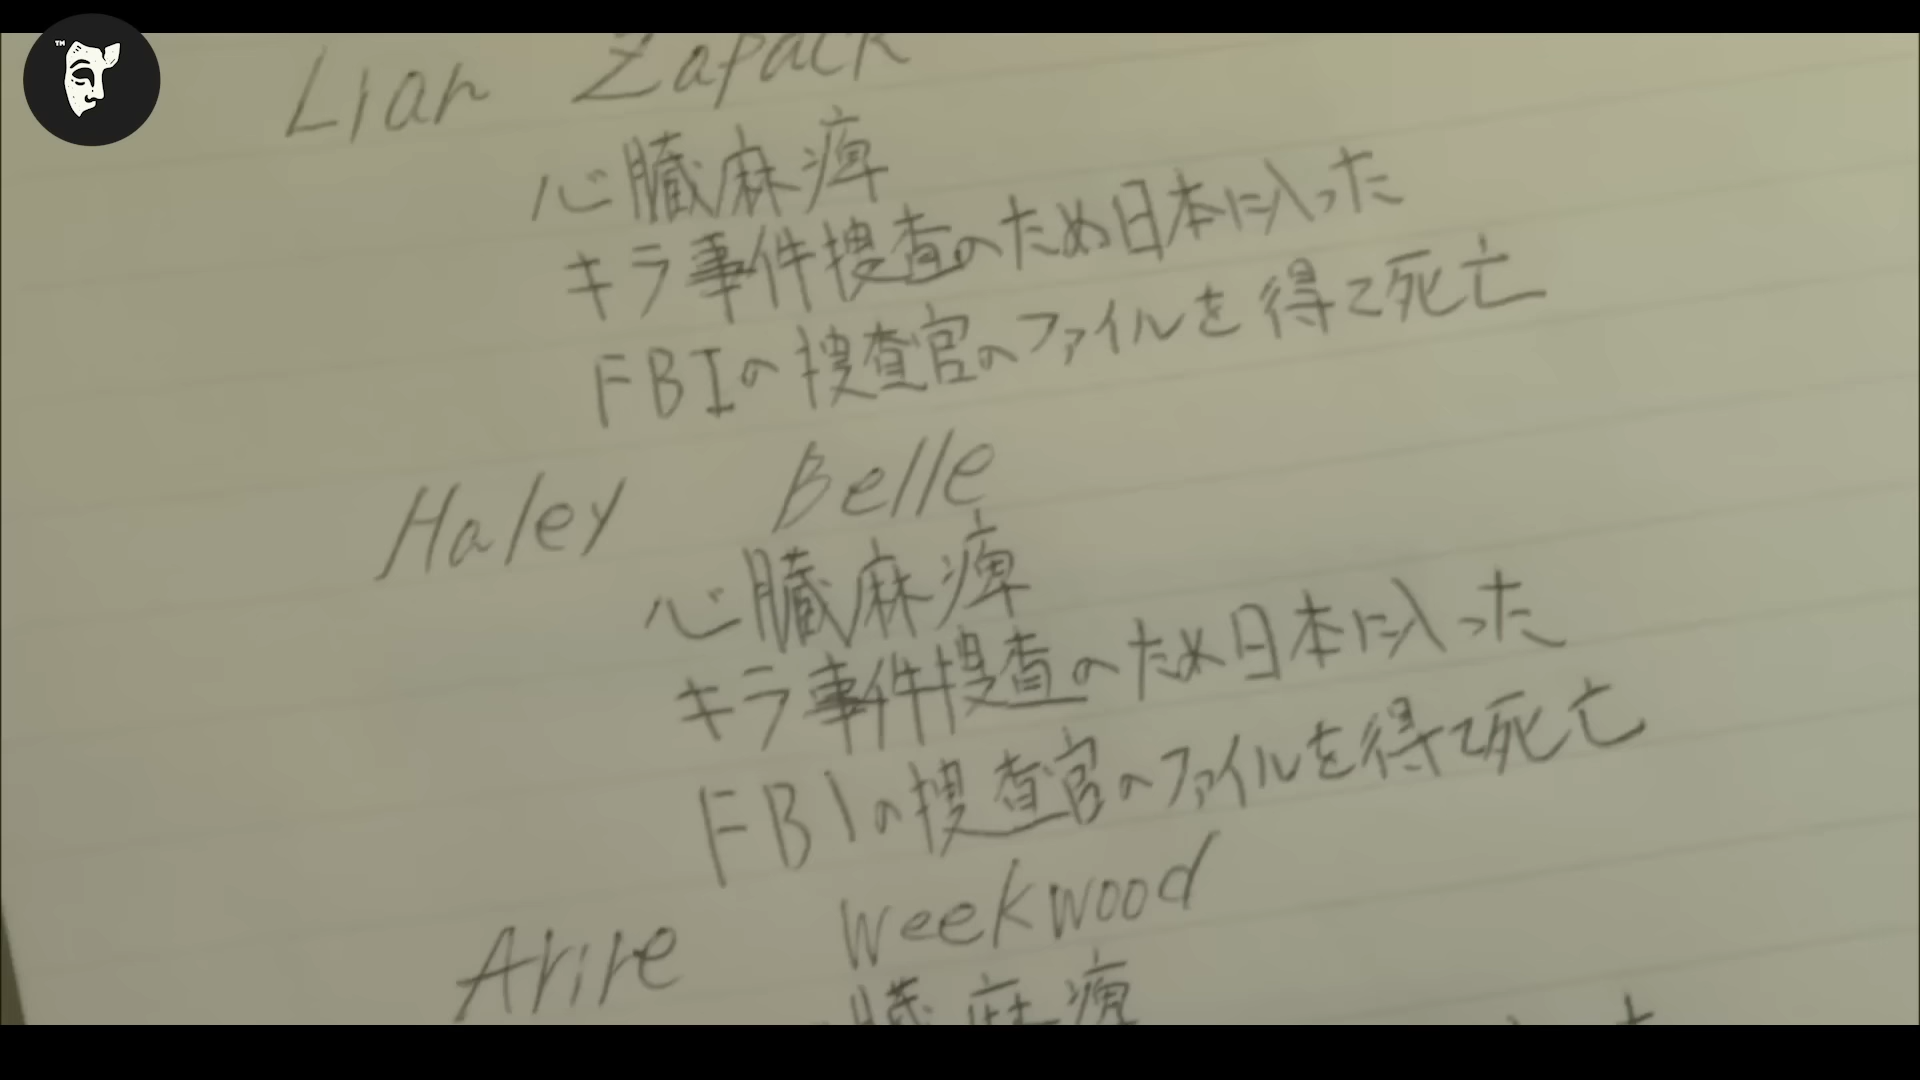 TM
Lian Zapack
心臓麻痺
キラ事件捜査のため日本に入った
FBIの捜査官のファイルを得て死亡
Haley Belle
心臓麻痺
キラ事件捜査のため日本に入った
FBIの捜査官のファイルを得て死亡
Arire Weekwood
臓麻痺